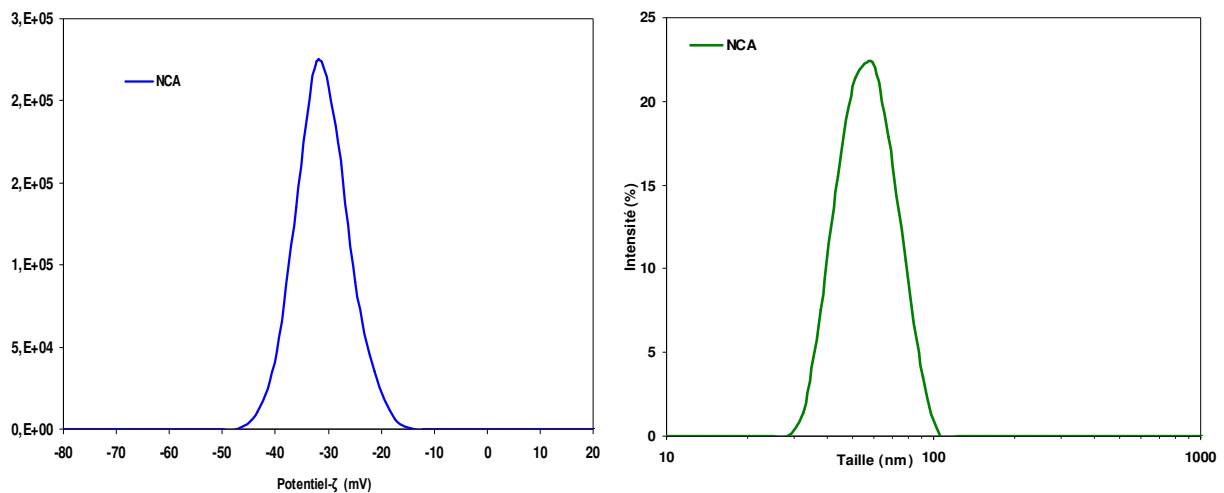 3,E+05
2,E+05
2,E+05
1,E+05
5,E+04
0,E+00
-80 -70 -60 -50 -40 -30 -20 -10 0 10 20
Potentiel-ζ (mV)
NCA
25
20
15
10
5
0
Intensité (%)
10 100 1000
Taille (nm)
NCA